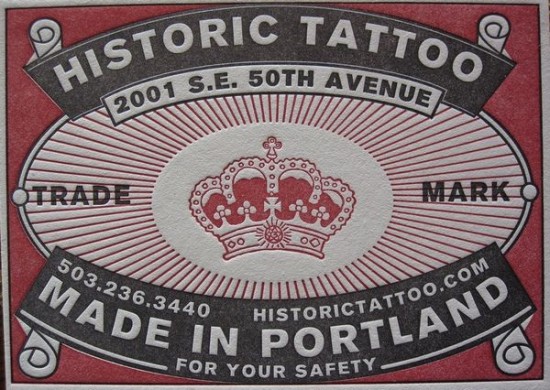 HISTORIC TATTOO
2001 S.E. 50TH AVENUE
TRADE MARK
503.236.3440 HISTORICTATTOO.COM
MADE IN PORTLAND
FOR YOUR SAFETY